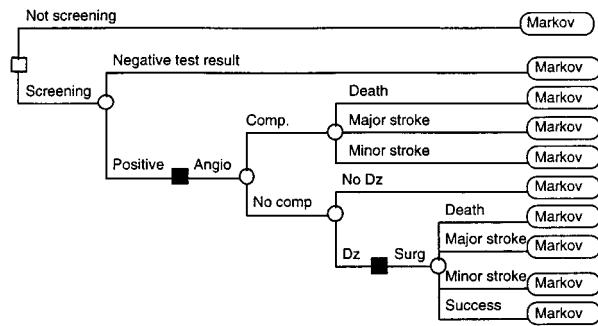 Not screening
Markov
Negative test result
Markov
Screening
Death
Markov
Comp.
Major stroke
Markov
Minor stroke
Markov
Positive
Angio
No Dz
Markov
No comp
Death
Markov
Major stroke
Markov
Dz
Surg
Minor stroke
Markov
Success
Markov